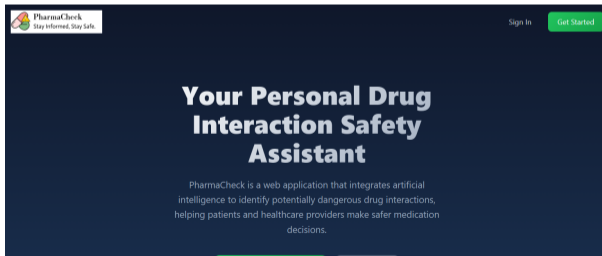 PharmaCheck
Stay Informed, Stay Safe.
Sign In
Get Started
Your Personal Drug
Interaction Safety
Assistant
PharmaCheck is a web application that integrates artificial
intelligence to identify potentially dangerous drug interactions,
helping patients and healthcare providers make safer medication
decisions.